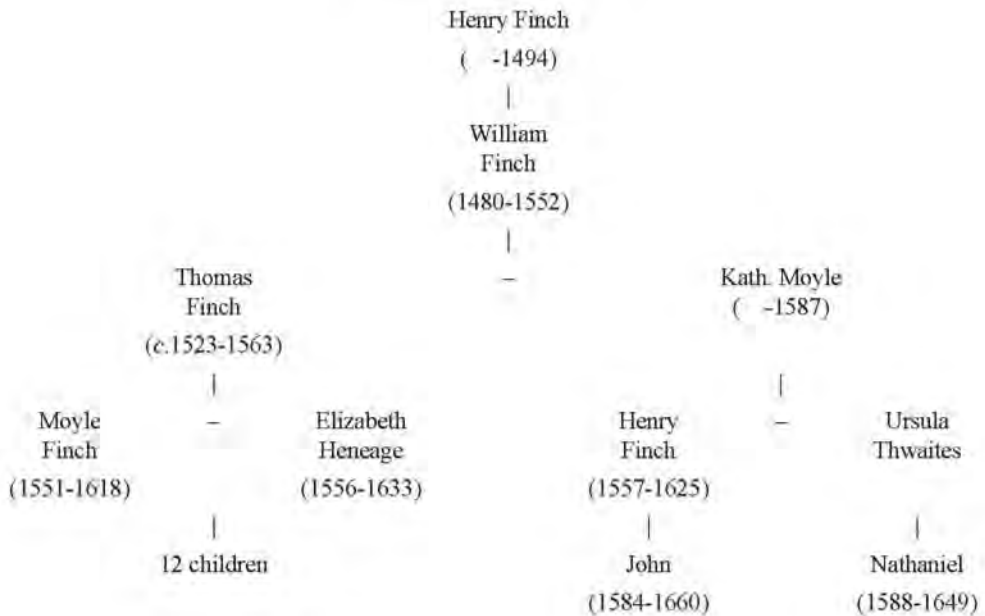 Henry Finch
( -1494)
|
William
Finch
(1480-1552)
|
Thomas – Kath. Moyle
Finch ( -1587)
(c.1523-1563)
| |
Moyle – Elizabeth Henry – Ursula
Finch Heneage Finch Thwaites
(1551-1618) (1556-1633) (1557-1625)
| | |
12 children John Nathaniel
(1584-1660) (1588-1649)